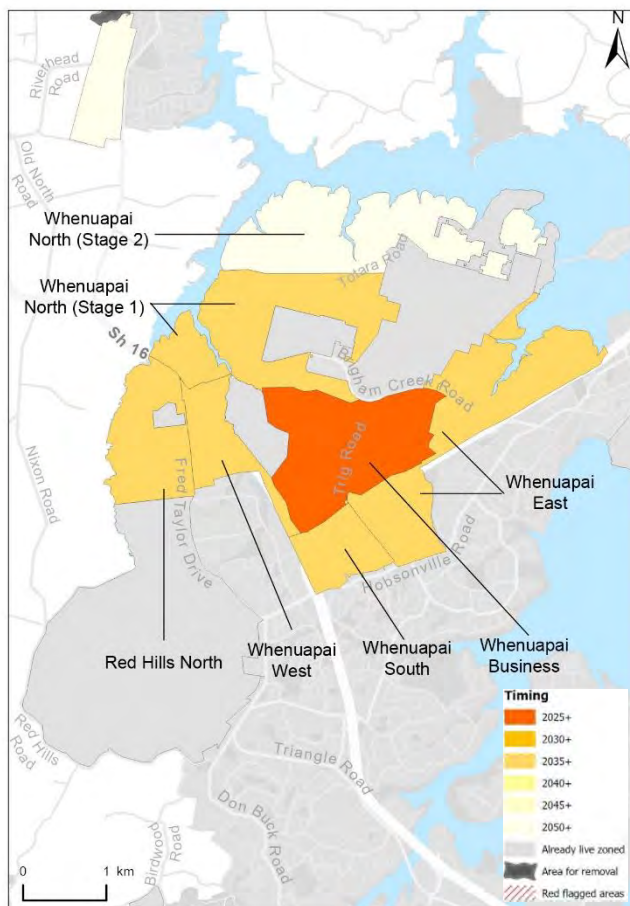 N
Riverhead
Road
Old North
Road
Whenuapai
North (Stage 2)
Totara Road
Whenuapai
North (Stage 1)
Sh 16
Brigham Creek Road
Nixon Road
Trig Road
Fred Taylor Drive
Whenuapai
East
Hobsonville Road
Red Hills North
Whenuapai
West
Whenuapai
South
Whenuapai
Business
Red Hills
Road
Triangle Road
Don Buck
Road
Birdwood
Road
0 1 km
Timing
2025+
2030+
2035+
2040+
2045+
2050+
Already live zoned
Area for removal
Red flagged areas